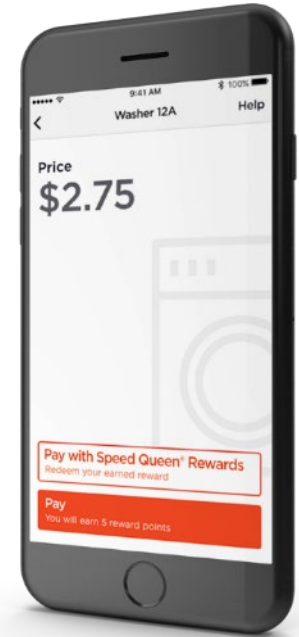 9:41 AM
100%
Washer 12A
Help
Price
$2.75
Pay with Speed Queen® Rewards
Redeem your earned reward
Pay
You will earn 5 reward points